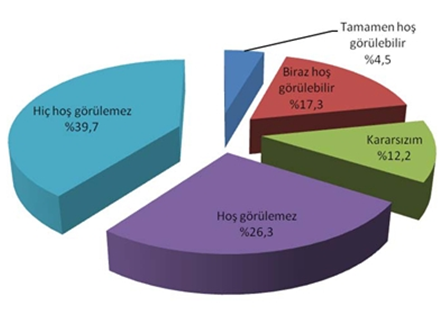 Tamamen hoş
görülebilir
%4,5
Biraz hoş
görülebilir
%17,3
Kararsızım
%12,2
Hoş görülemez
%26,3
Hiç hoş görülemez
%39,7